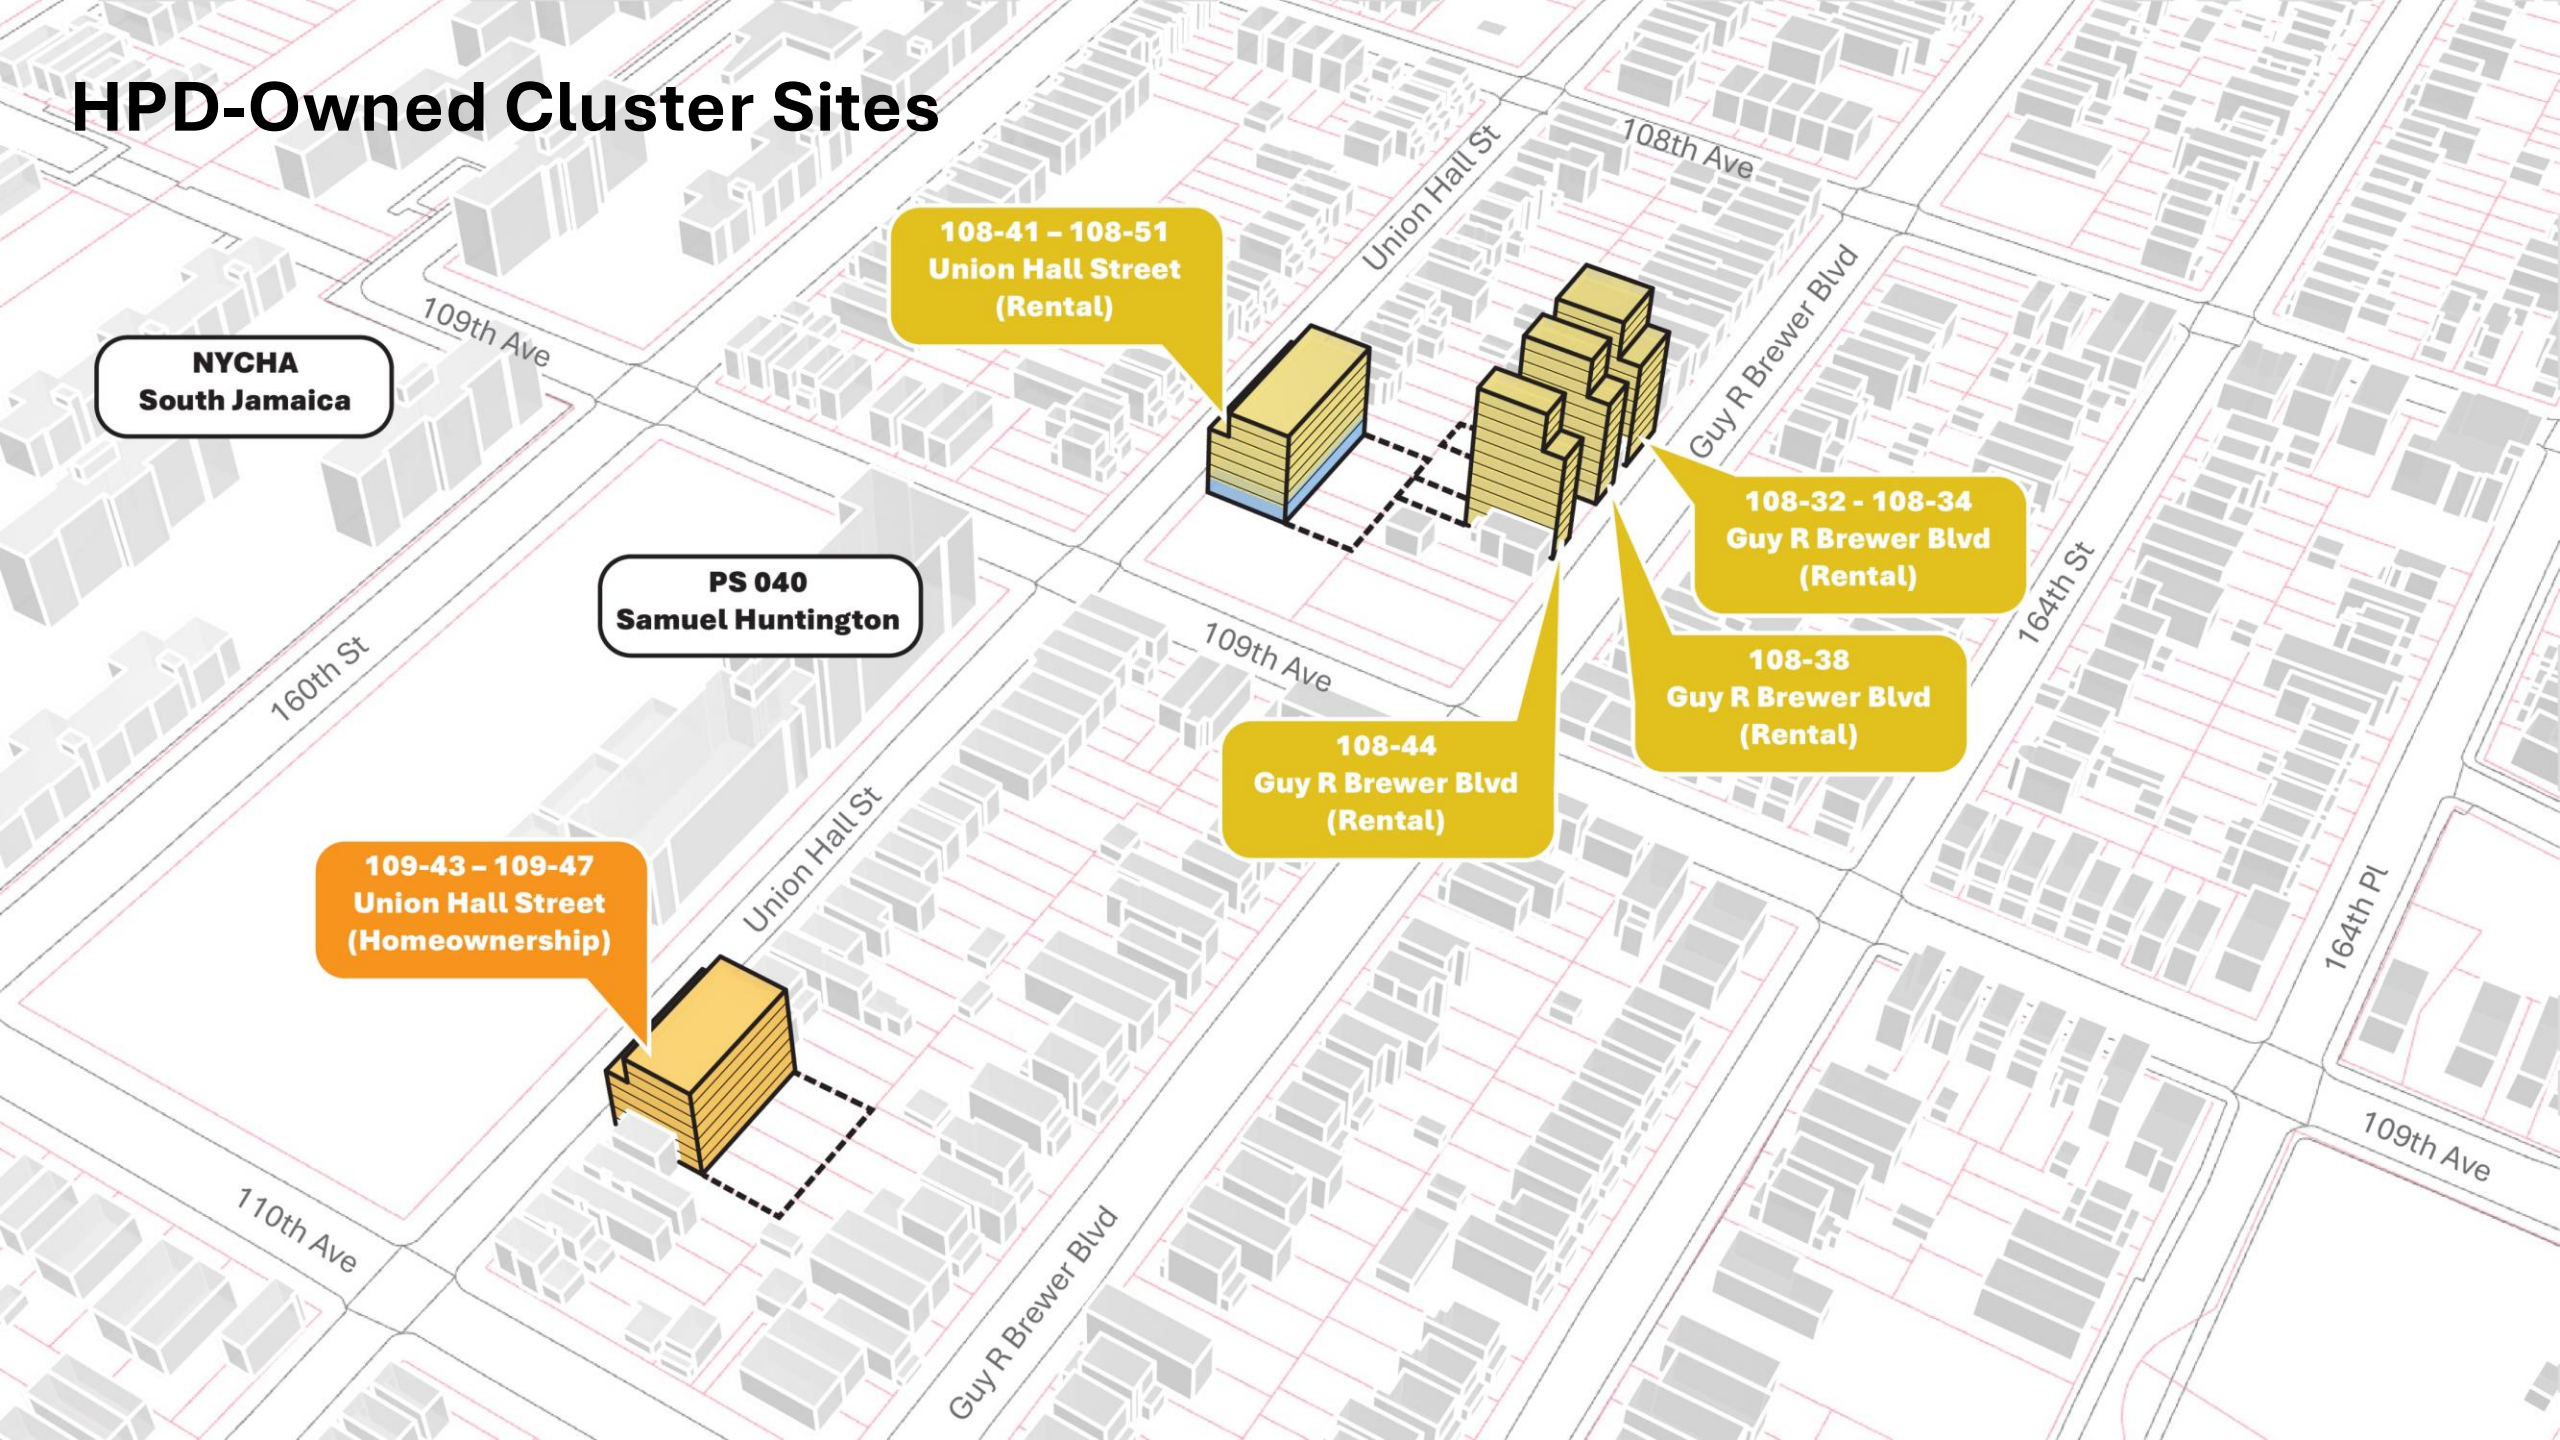 HPD-Owned Cluster Sites
108th Ave
Union Hall St
108-41 – 108-51
Union Hall Street
(Rental)
109th Ave
NYCHA
South Jamaica
Guy R Brewer Blvd
108-32 - 108-34
Guy R Brewer Blvd
(Rental)
PS 040
Samuel Huntington
164th St
109th Ave
160th St
108-38
Guy R Brewer Blvd
(Rental)
108-44
Guy R Brewer Blvd
(Rental)
Union Hall St
109-43 – 109-47
Union Hall Street
(Homeownership)
164th Pl
109th Ave
110th Ave
Guy R Brewer Blvd